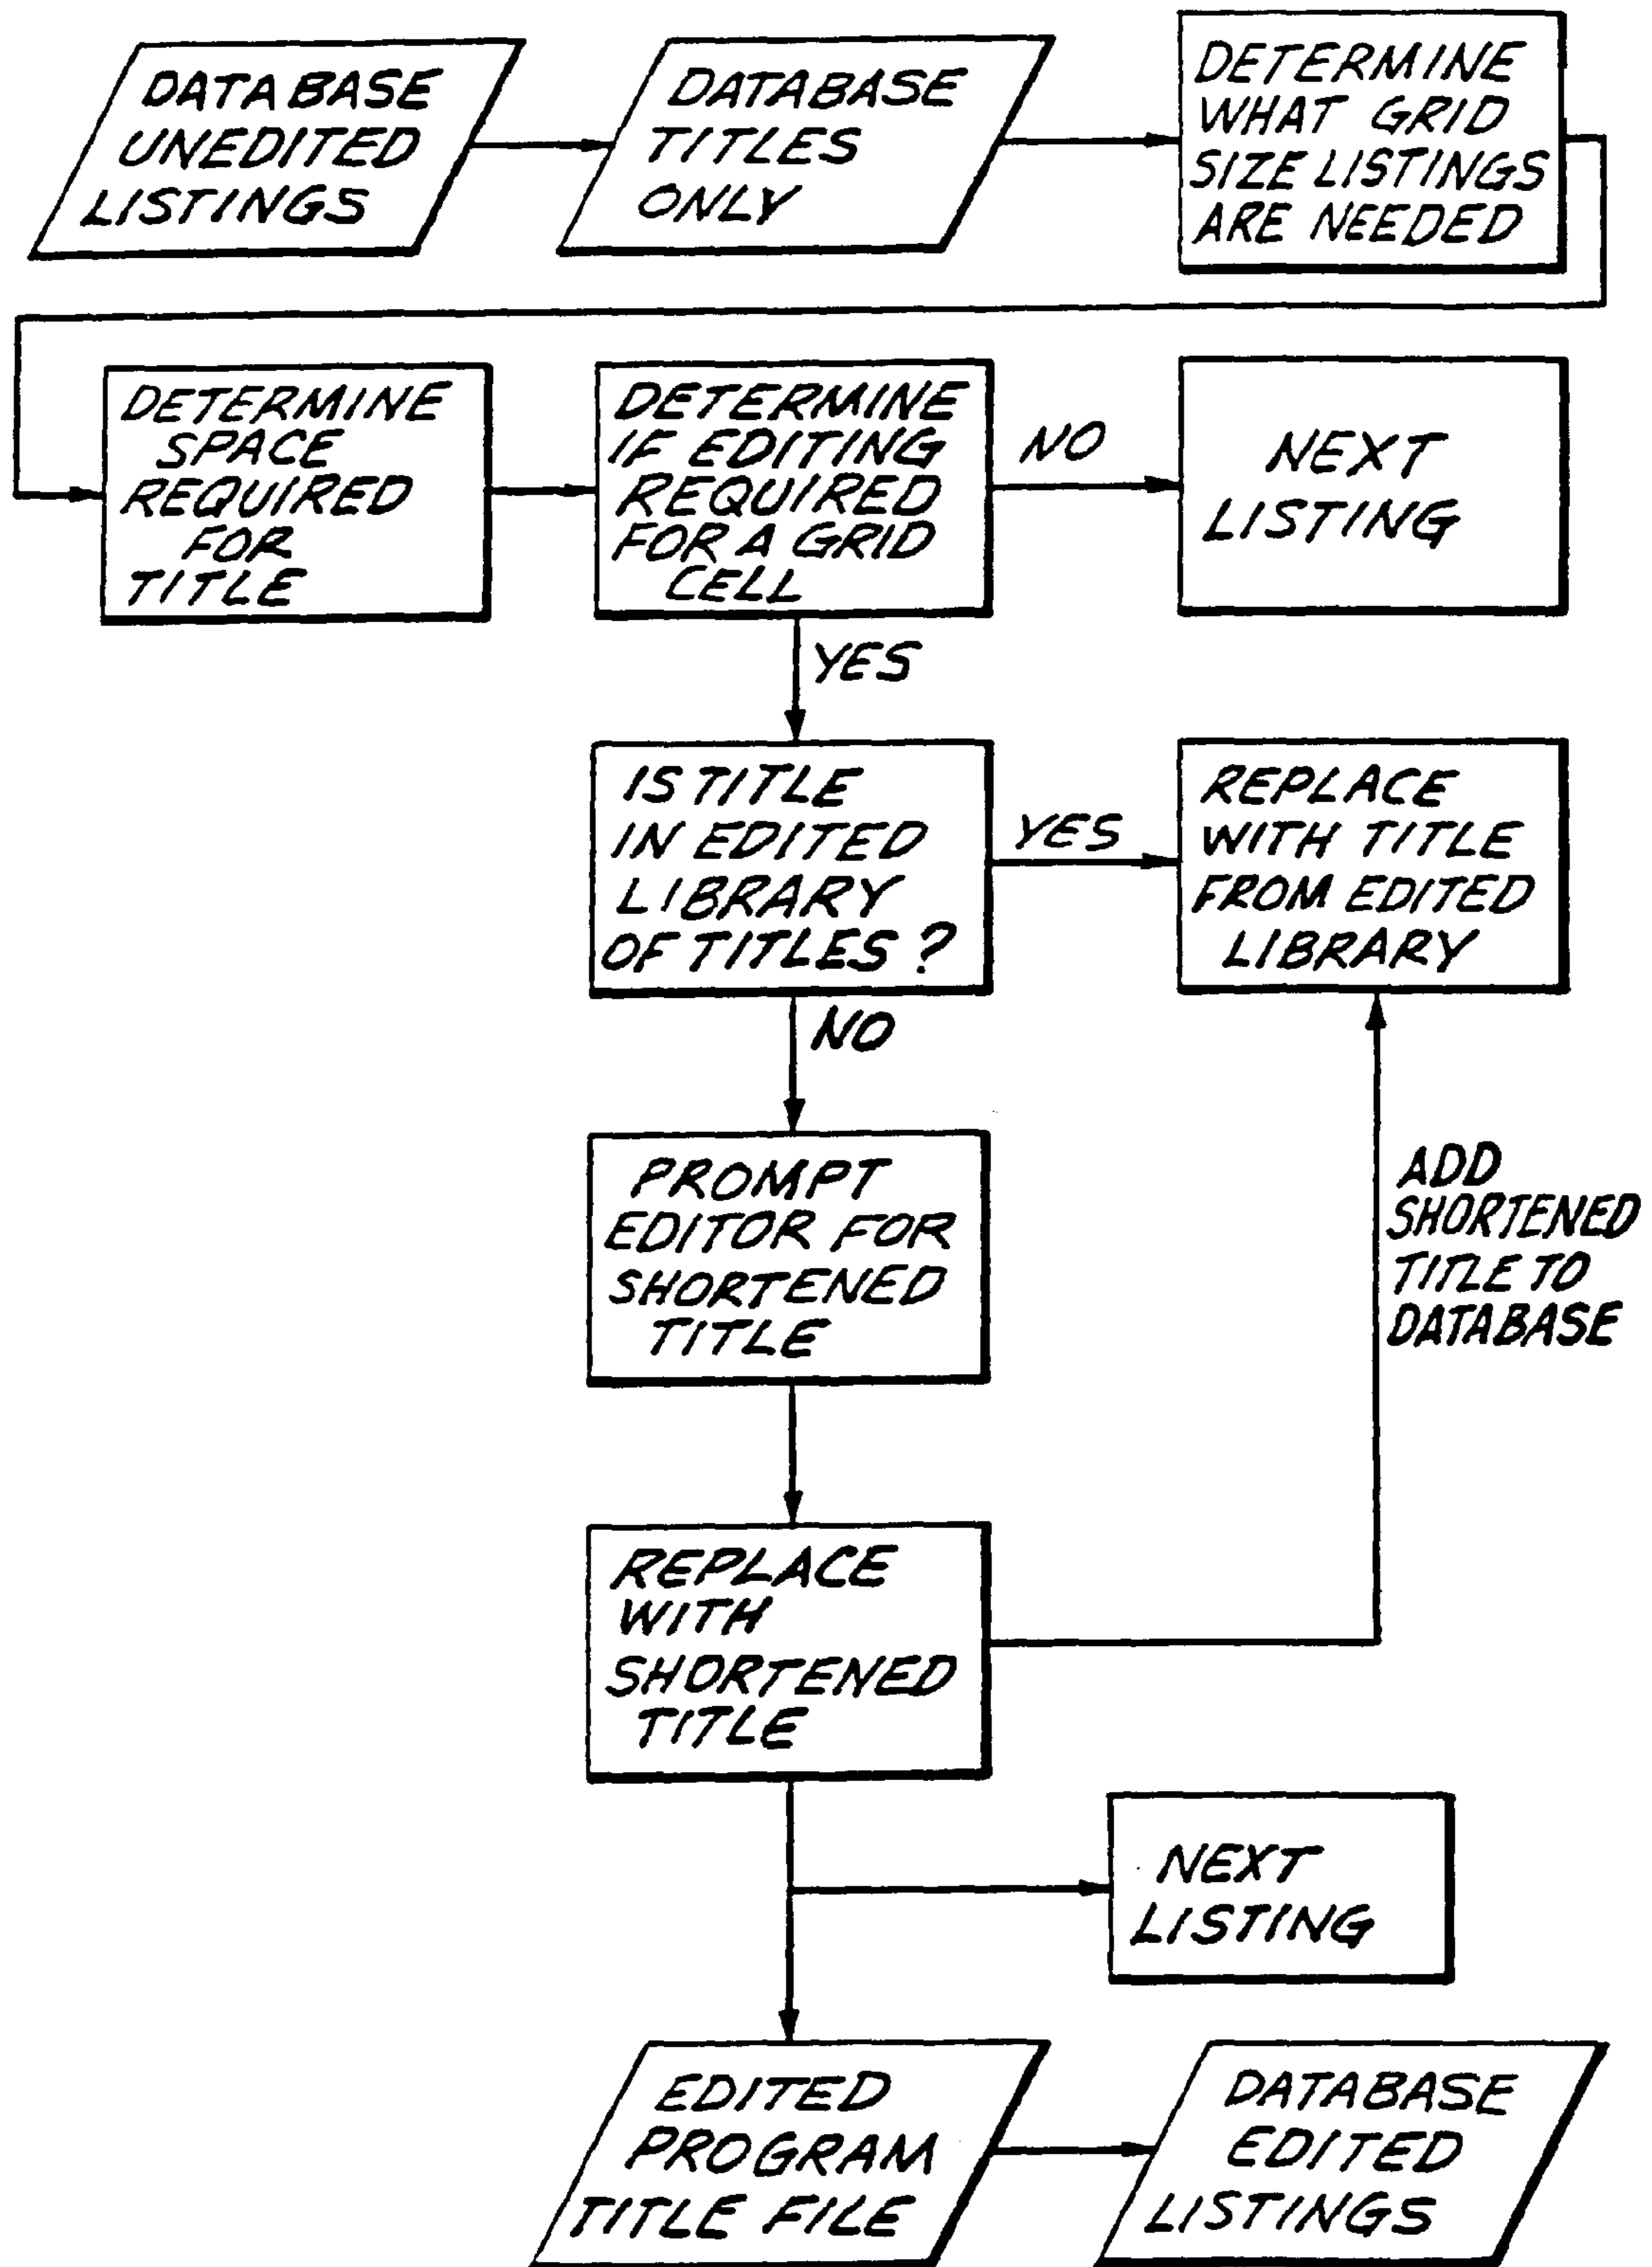 DATABASE
UNEDITED
LISTINGS
DATABASE
TITLES
ONLY
DETERMINE
WHAT GRID
SIZE LISTINGS
ARE NEEDED
DETERMINE
SPACE
REQUIRED
FOR
TITLE
DETERMINE
IF EDITING
REQUIRED
FOR A GRID
CELL
NO
NEXT
LISTING
YES
IS TITLE
IN EDITED
LIBRARY
OF TITLES?
YES
REPLACE
WITH TITLE
FROM EDITED
LIBRARY
NO
PROMPT
EDITOR FOR
SHORTENED
TITLE
ADD
SHORTENED
TITLE TO
DATABASE
REPLACE
WITH
SHORTENED
TITLE
NEXT
LISTING
EDITED
PROGRAM
TITLE FILE
DATABASE
EDITED
LISTINGS